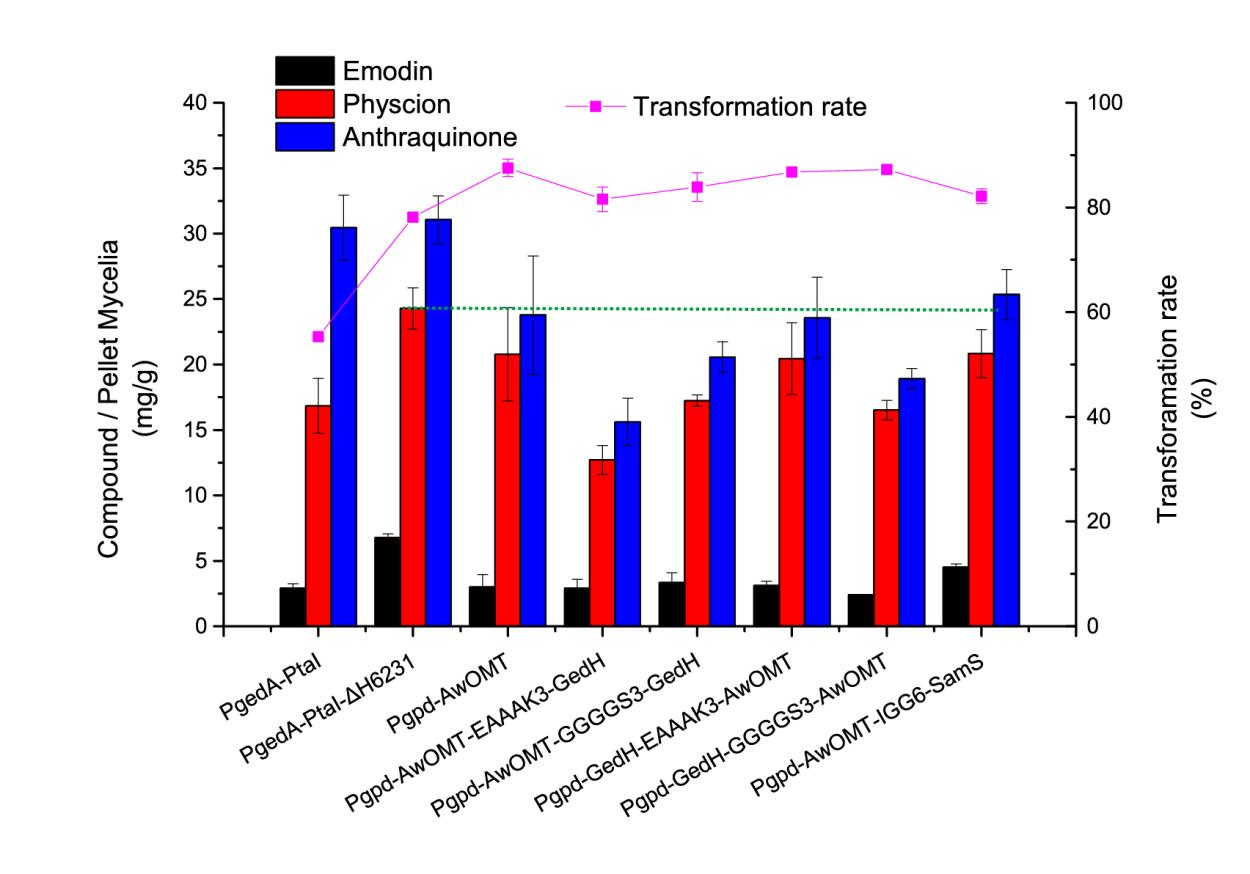 Emodin
Physcion
Anthraquinone
Transformation rate
40
35
30
25
20
15
10
5
0
100
80
60
40
20
0
Compound / Pellet Mycelia
(mg/g)
Transforamation rate
(%)
PgedA-PtaI
PgedA-PtaI-ΔH6231
Pgpd-AwOMT
Pgpd-AwOMT-EAAAK3-GedH
Pgpd-AwOMT-GGGGS3-GedH
Pgpd-GedH-EAAAK3-AwOMT
Pgpd-GedH-GGGGS3-AwOMT
Pgpd-AwOMT-IGG6-SamS